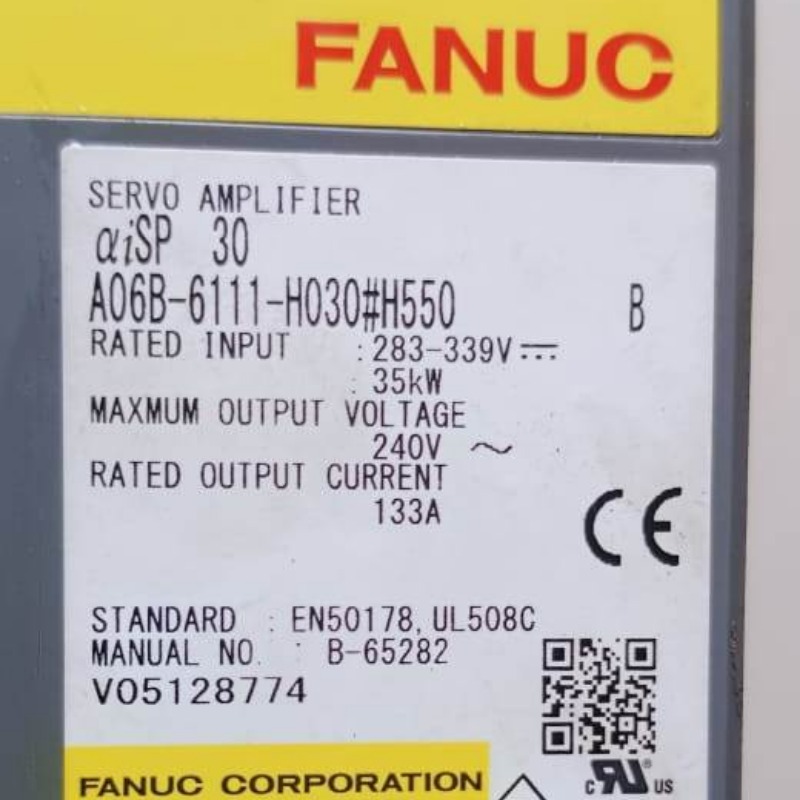 FANUC
SERVO AMPLIFIER
αiSP 30
A06B-6111-H030#H550 B
RATED INPUT :283-339V⎓
: 35kW
MAXMUM OUTPUT VOLTAGE
240V ~
RATED OUTPUT CURRENT
133A
CE
STANDARD : EN50178,UL508C
MANUAL NO. : B-65282
V05128774
FANUC CORPORATION
c RU® US